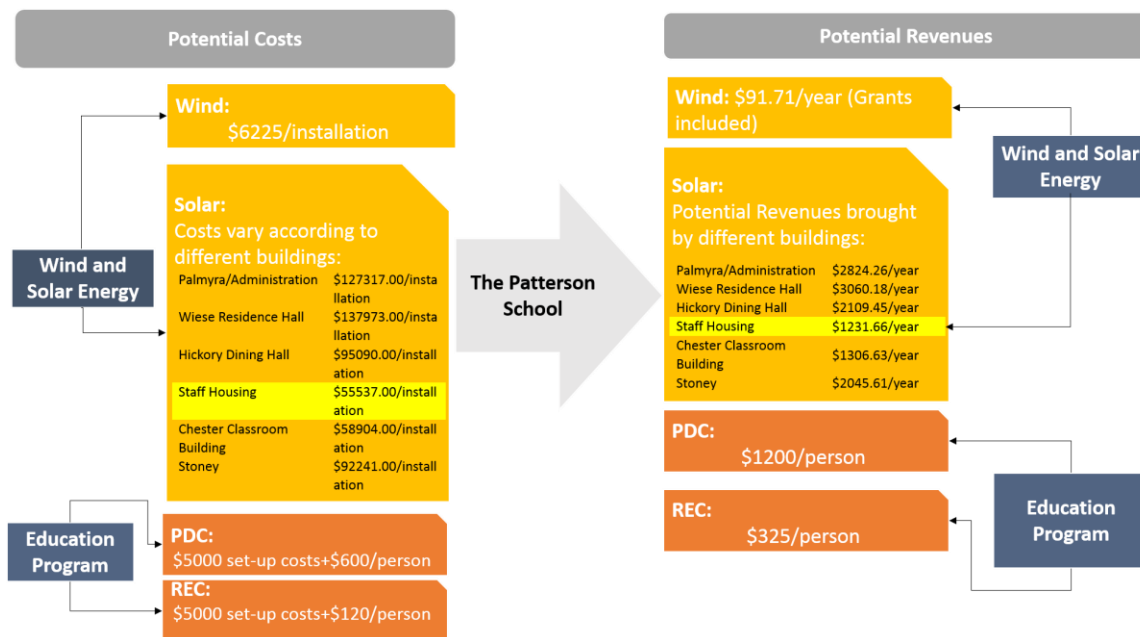 Potential Costs
Wind:
$6225/installation
Solar:
Costs vary according to
different buildings:
Palmyra/Administration $127317.00/insta
llation
Wiese Residence Hall $137973.00/insta
llation
Hickory Dining Hall $95090.00/install
ation
Staff Housing $55537.00/install
ation
Chester Classroom $58904.00/install
Building ation
Stoney $92241.00/install
ation
Wind and
Solar Energy
PDC:
$5000 set-up costs+$600/person
REC:
$5000 set-up costs+$120/person
Education
Program
The Patterson
School
Potential Revenues
Wind: $91.71/year (Grants
included)
Solar:
Potential Revenues brought
by different buildings:
Palmyra/Administration $2824.26/year
Wiese Residence Hall $3060.18/year
Hickory Dining Hall $2109.45/year
Staff Housing $1231.66/year
Chester Classroom $1306.63/year
Building
Stoney $2045.61/year
Wind and Solar
Energy
PDC:
$1200/person
REC:
$325/person
Education
Program